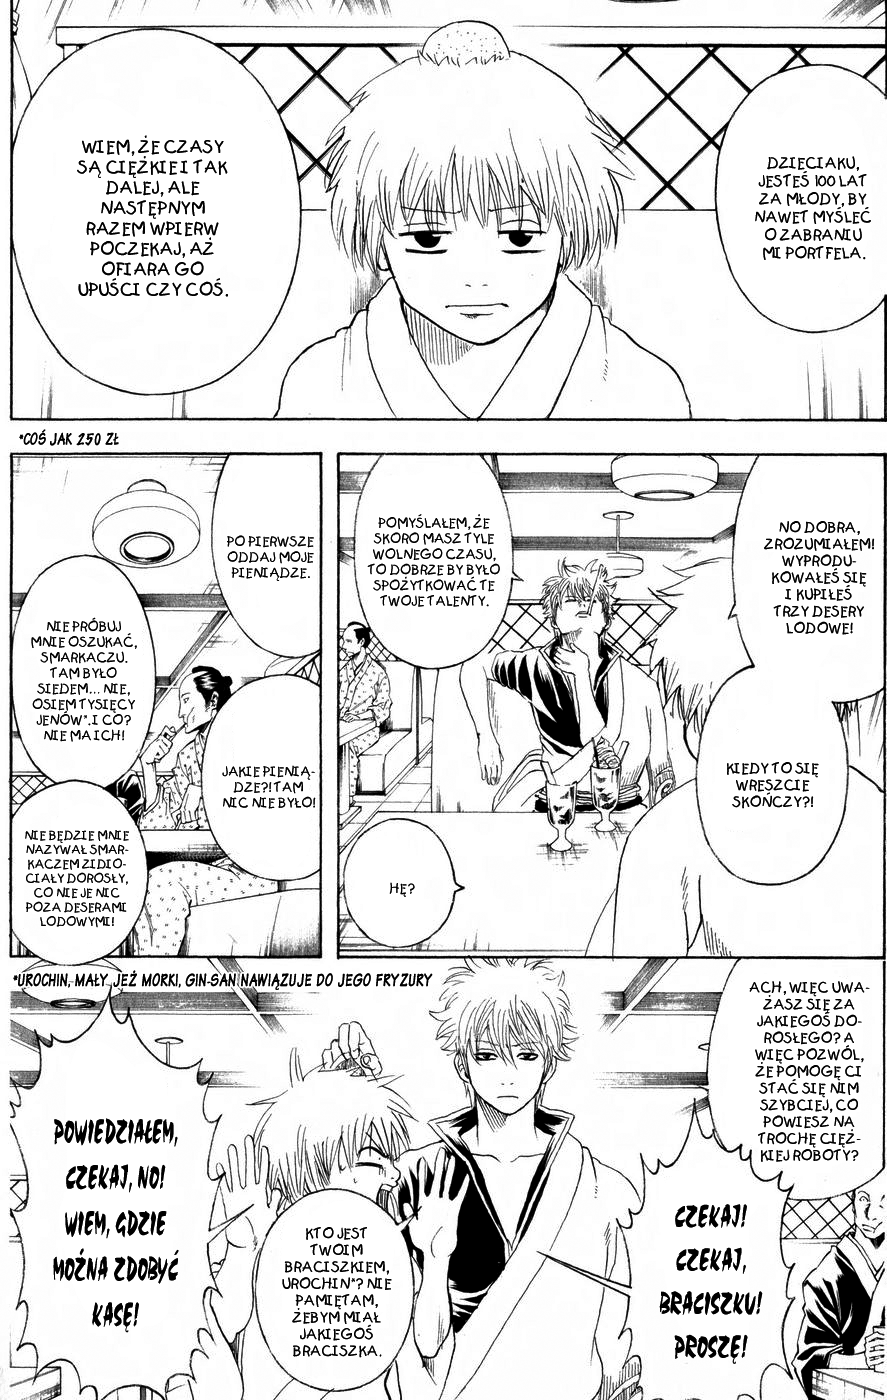 DZIECIAKU,
JESTEŚ 100 LAT
ZA MŁODY, BY
NAWET MYŚLEĆ
O ZABRANIU
MI PORTFELA.
WIEM, ŻE CZASY
SĄ CIĘŻKIE I TAK
DALEJ, ALE
NASTĘPNYM
RAZEM WPIERW
POCZEKAJ, AŻ
OFIARA GO
UPUŚCI CZY COŚ.
*COŚ JAK 250 ZŁ
NO DOBRA,
ZROZUMIAŁEM!
WYPRODU-
KOWAŁEŚ SIĘ
I KUPIŁEŚ
TRZY DESERY
LODOWE!
POMYŚLAŁEM, ŻE
SKORO MASZ TYLE
WOLNEGO CZASU,
TO DOBRZE BY BYŁO
SPOŻYTKOWAĆ TE
TWOJE TALENTY.
KIEDY TO SIĘ
WRESZCIE
SKOŃCZY?!
HĘ?
PO PIERWSZE
ODDAJ MOJE
PIENIĄDZE.
NIE PRÓBUJ
MNIE OSZUKAĆ,
SMARKACZU.
TAM BYŁO
SIEDEM... NIE,
OSIEM TYSIĘCY
JENÓW*. I CO?
NIE MA ICH!
JAKIE PIENIĄ-
DZE?! TAM
NIC NIE BYŁO!
NIE BĘDZIE MNIE
NAZYWAŁ SMAR-
KACZEM ZIDIO-
CIAŁY DOROSŁY,
CO NIE JE NIC
POZA DESERAMI
LODOWYMI!
*UROCHIN, MAŁY JEŻ MORKI, GIN-SAN NAWIĄZUJE DO JEGO FRYZURY
ACH, WIĘC UWA-
ŻASZ SIĘ ZA
JAKIEGOŚ DO-
ROSŁEGO? A
WIĘC POZWÓL,
ŻE POMOGĘ CI
STAĆ SIĘ NIM
SZYBCIEJ, CO
POWIESZ NA
TROCHĘ CIĘŻ-
KIEJ ROBOTY?
CZEKAJ!
CZEKAJ,
BRACISZKU!
PROSZĘ!
KTO JEST
TWOIM
BRACISZKIEM,
UROCHIN*? NIE
PAMIĘTAM,
ŻEBYM MIAŁ
JAKIEGOŚ
BRACISZKA.
POWIEDZIAŁEM,
CZEKAJ, NO!
WIEM, GDZIE
MOŻNA ZDOBYĆ
KASĘ!